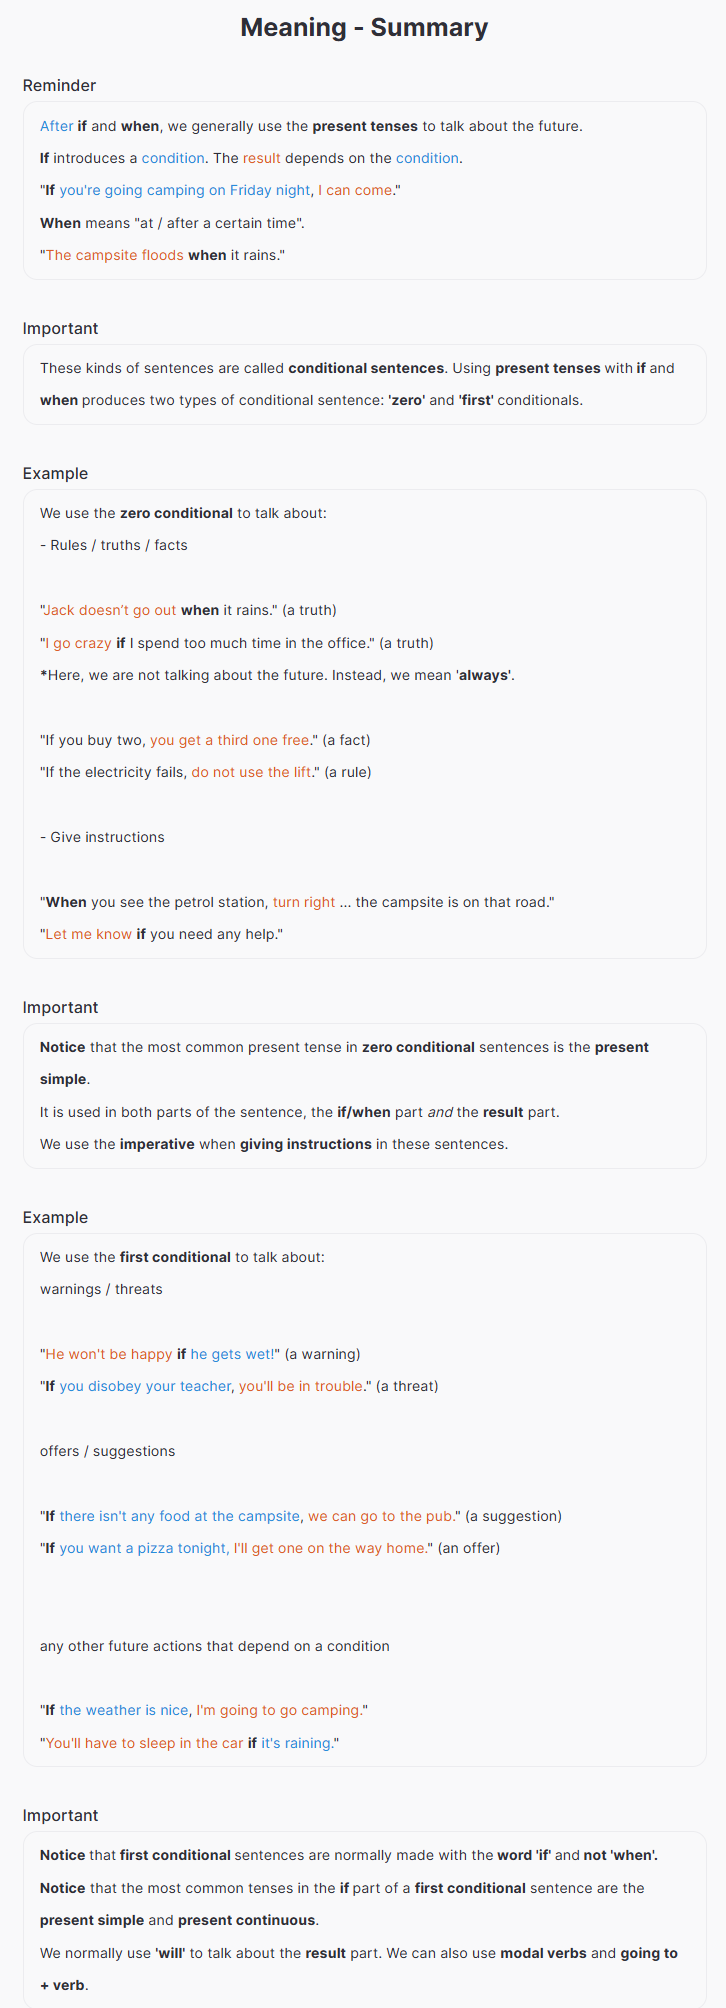 Meaning - Summary
Reminder
After if and when, we generally use the present tenses to talk about the future.
If introduces a condition. The result depends on the condition.
"If you're going camping on Friday night, I can come."
When means "at / after a certain time".
"The campsite floods when it rains."
Important
These kinds of sentences are called conditional sentences. Using present tenses with if and
when produces two types of conditional sentence: 'zero' and 'first' conditionals.
Example
We use the zero conditional to talk about:
- Rules / truths / facts
"Jack doesn’t go out when it rains." (a truth)
"I go crazy if I spend too much time in the office." (a truth)
*Here, we are not talking about the future. Instead, we mean 'always'.
"If you buy two, you get a third one free." (a fact)
"If the electricity fails, do not use the lift." (a rule)
- Give instructions
"When you see the petrol station, turn right ... the campsite is on that road."
"Let me know if you need any help."
Important
Notice that the most common present tense in zero conditional sentences is the present
simple.
It is used in both parts of the sentence, the if/when part and the result part.
We use the imperative when giving instructions in these sentences.
Example
We use the first conditional to talk about:
warnings / threats
"He won't be happy if he gets wet!" (a warning)
"If you disobey your teacher, you'll be in trouble." (a threat)
offers / suggestions
"If there isn't any food at the campsite, we can go to the pub." (a suggestion)
"If you want a pizza tonight, I'll get one on the way home." (an offer)
any other future actions that depend on a condition
"If the weather is nice, I'm going to go camping."
"You'll have to sleep in the car if it's raining."
Important
Notice that first conditional sentences are normally made with the word 'if' and not 'when'.
Notice that the most common tenses in the if part of a first conditional sentence are the
present simple and present continuous.
We normally use 'will' to talk about the result part. We can also use modal verbs and going to
+ verb.